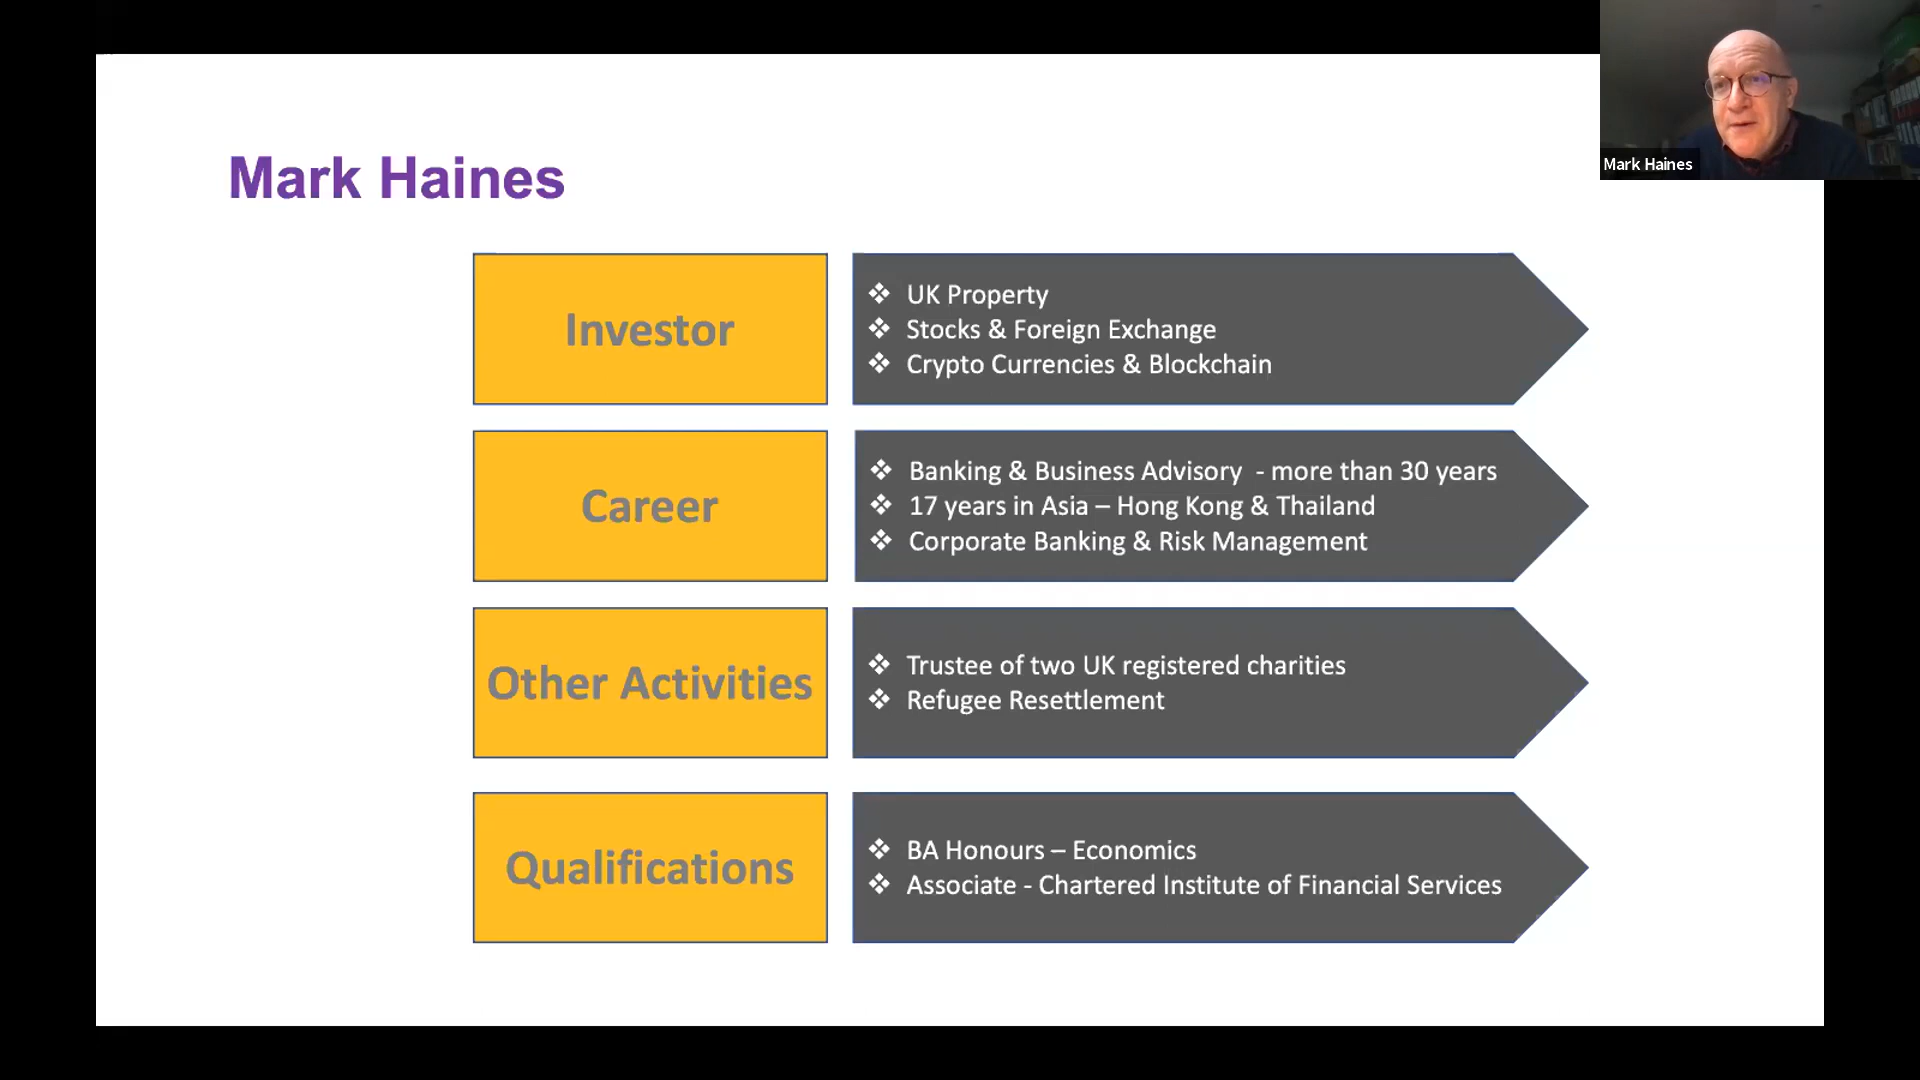 Mark Haines
Mark Haines
Investor
❖ UK Property
❖ Stocks & Foreign Exchange
❖ Crypto Currencies & Blockchain
Career
❖ Banking & Business Advisory  - more than 30 years
❖ 17 years in Asia – Hong Kong & Thailand
❖ Corporate Banking & Risk Management
Other Activities
❖ Trustee of two UK registered charities
❖ Refugee Resettlement
Qualifications
❖ BA Honours – Economics
❖ Associate - Chartered Institute of Financial Services